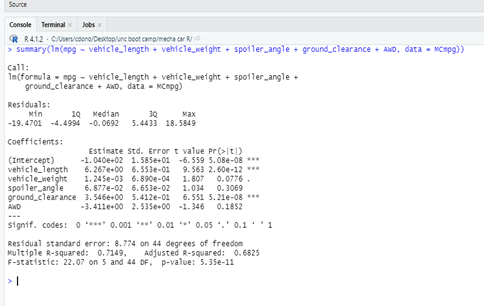 Source
Console Terminal × Jobs ×
R 4.1.2 · C:/Users/cdono/Desktop/unc boot camp/mecha car R/
> summary(lm(mpg ~ vehicle_length + vehicle_weight + spoiler_angle + ground_clearance + AWD, data = MCmpg))
Call:
lm(formula = mpg ~ vehicle_length + vehicle_weight + spoiler_angle +
ground_clearance + AWD, data = MCmpg)
Residuals:
Min 1Q Median 3Q Max
-19.4701 -4.4994 -0.0692 5.4433 18.5849
Coefficients:
Estimate Std. Error t value Pr(>|t|)
(Intercept) -1.040e+02 1.585e+01 -6.559 5.08e-08 ***
vehicle_length 6.267e+00 6.553e-01 9.563 2.60e-12 ***
vehicle_weight 1.245e-03 6.890e-04 1.807 0.0776 .
spoiler_angle 6.877e-02 6.653e-02 1.034 0.3069
ground_clearance 3.546e+00 5.412e-01 6.551 5.21e-08 ***
AWD -3.411e+00 2.535e+00 -1.346 0.1852
---
Signif. codes: 0 ‘***’ 0.001 ‘**’ 0.01 ‘*’ 0.05 ‘.’ 0.1 ‘ ’ 1
Residual standard error: 8.774 on 44 degrees of freedom
Multiple R-squared: 0.7149, Adjusted R-squared: 0.6825
F-statistic: 22.07 on 5 and 44 DF, p-value: 5.35e-11
>